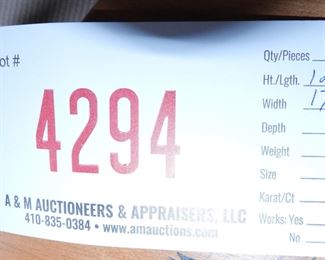 ot #
4294
A & M AUCTIONEERS & APPRAISERS, LLC
410-835-0384 • www.amauctions.com
Qty/Pieces
Ht./Lgth.
Width
Depth
Weight
Size
Karat/Ct
Works: Yes
No